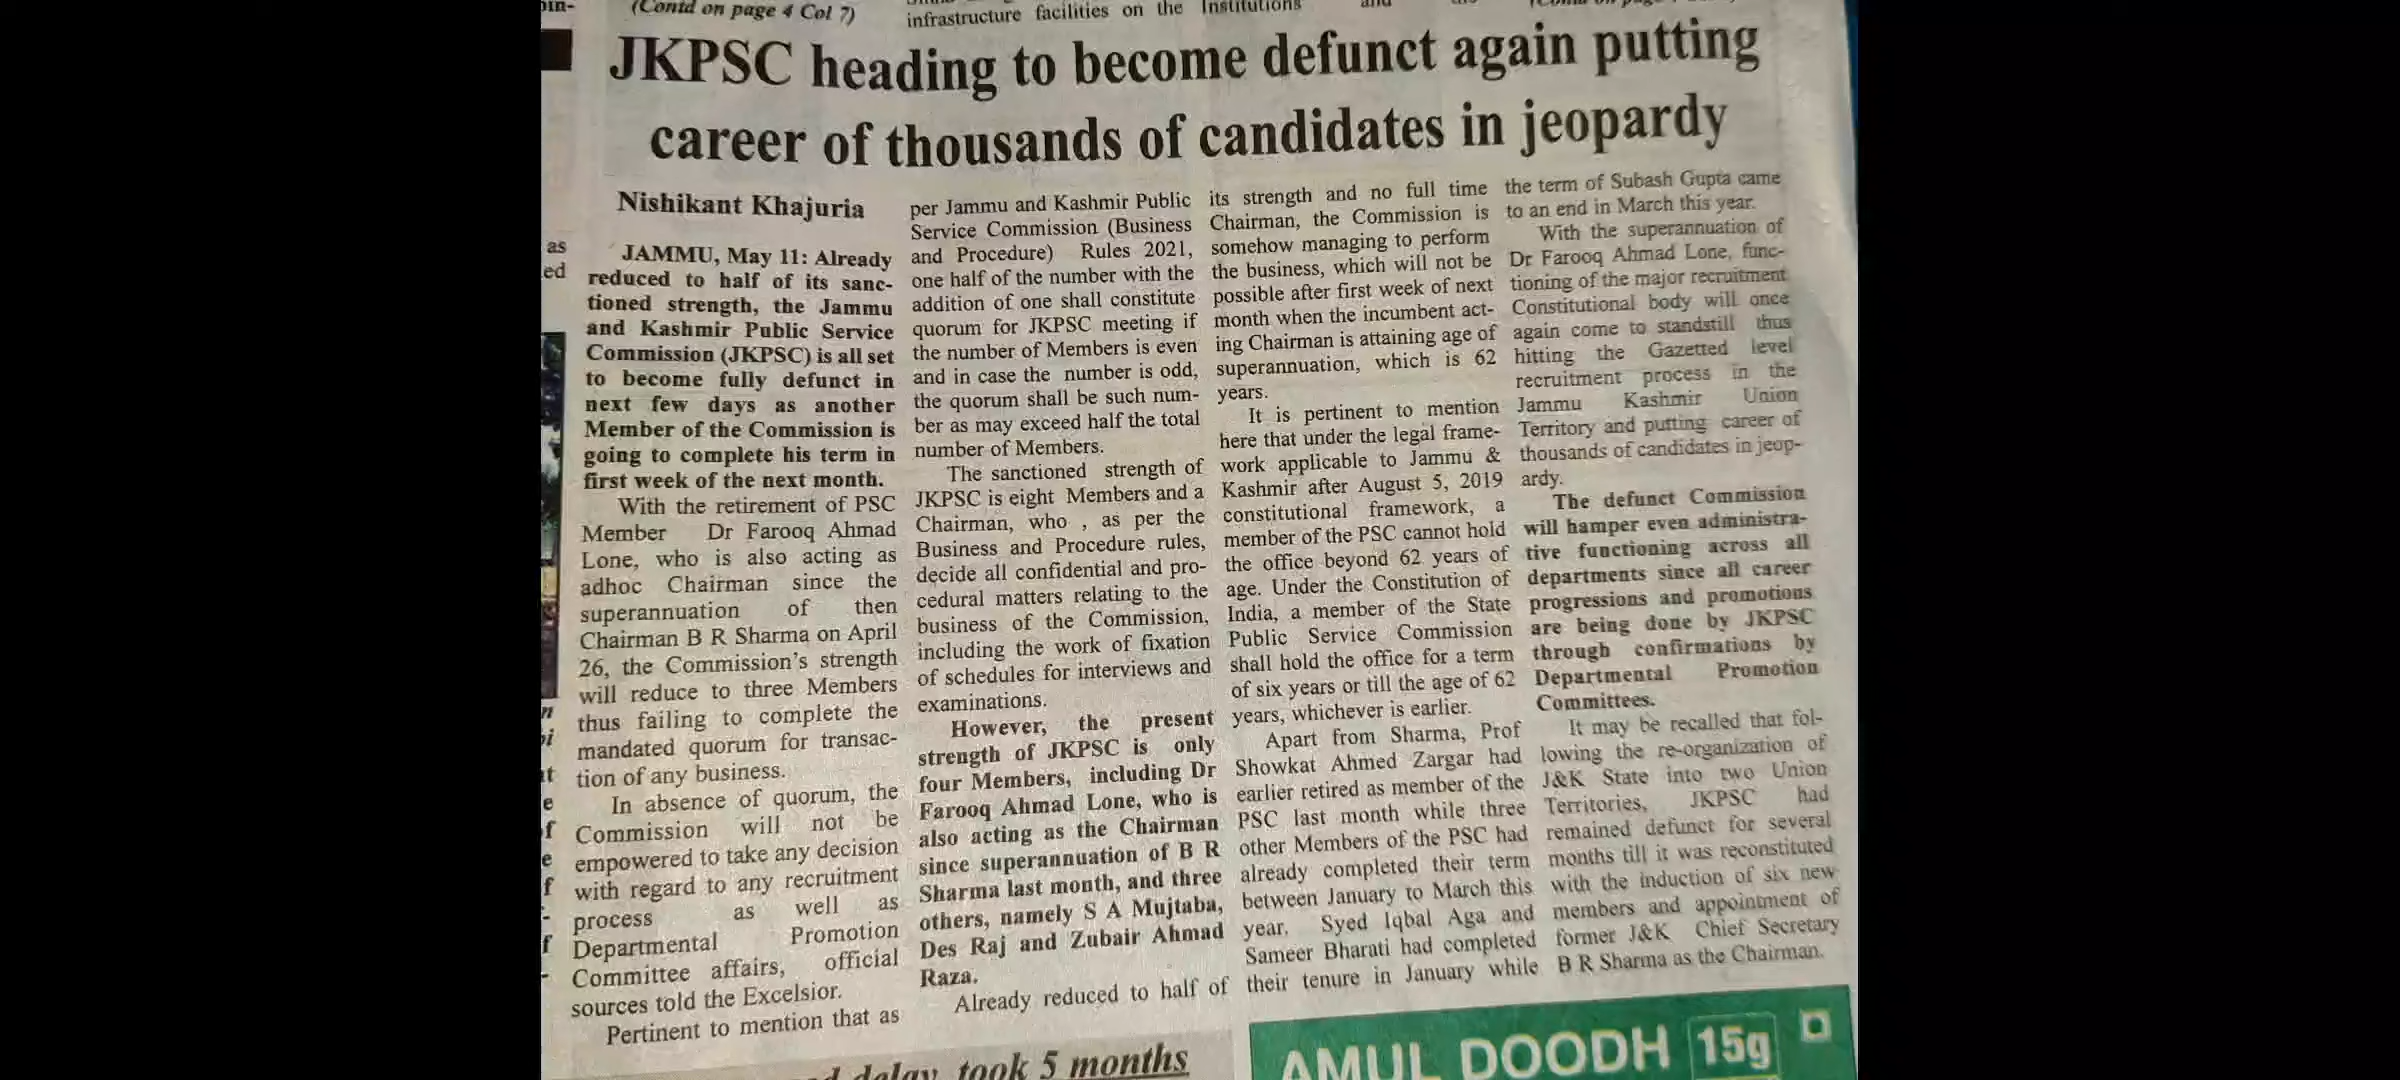 (Contd on page 4 Col 7)
infrastructure facilities on the Institutions
JKPSC heading to become defunct again putting
career of thousands of candidates in jeopardy
Nishikant Khajuria
JAMMU, May 11: Already
reduced to half of its sanc-
tioned strength, the Jammu
and Kashmir Public Service
Commission (JKPSC) is all set
to become fully defunct in
next few days as another
Member of the Commission is
going to complete his term in
first week of the next month.
With the retirement of PSC
Member Dr Farooq Ahmad
Lone, who is also acting as
adhoc Chairman since the
superannuation of then
Chairman B R Sharma on April
26, the Commission's strength
will reduce to three Members
thus failing to complete the
mandated quorum for transac-
tion of any business.
In absence of quorum, the
Commission will not be
empowered to take any decision
with regard to any recruitment
process as well as
Departmental Promotion
Committee affairs, official
sources told the Excelsior.
Pertinent to mention that as
per Jammu and Kashmir Public
Service Commission (Business
and Procedure) Rules 2021,
one half of the number with the
addition of one shall constitute
quorum for JKPSC meeting if
the number of Members is even
and in case the number is odd,
the quorum shall be such num-
ber as may exceed half the total
number of Members.
The sanctioned strength of
JKPSC is eight Members and a
Chairman, who , as per the
Business and Procedure rules,
decide all confidential and pro-
cedural matters relating to the
business of the Commission,
including the work of fixation
of schedules for interviews and
examinations.
However, the present
strength of JKPSC is only
four Members, including Dr
Farooq Ahmad Lone, who is
also acting as the Chairman
since superannuation of B R
Sharma last month, and three
others, namely S A Mujtaba,
Des Raj and Zubair Ahmad
Raza.
Already reduced to half of
its strength and no full time
Chairman, the Commission is
somehow managing to perform
the business, which will not be
possible after first week of next
month when the incumbent act-
ing Chairman is attaining age of
superannuation, which is 62
years.
It is pertinent to mention
here that under the legal frame-
work applicable to Jammu &
Kashmir after August 5, 2019
constitutional framework, a
member of the PSC cannot hold
the office beyond 62 years of
age. Under the Constitution of
India, a member of the State
Public Service Commission
shall hold the office for a term
of six years or till the age of 62
years, whichever is earlier.
Apart from Sharma, Prof
Showkat Ahmed Zargar had
earlier retired as member of the
PSC last month while three
other Members of the PSC had
already completed their term
between January to March this
year. Syed Iqbal Aga and
Sameer Bharati had completed
their tenure in January while
the term of Subash Gupta came
to an end in March this year.
With the superannuation of
Dr Farooq Ahmad Lone, func-
tioning of the major recruitment
Constitutional body will once
again come to standstill thus
hitting the Gazetted level
recruitment process in the
Jammu Kashmir Union
Territory and putting career of
thousands of candidates in jeop-
ardy.
The defunct Commission
will hamper even administra-
tive functioning across all
departments since all career
progressions and promotions
are being done by JKPSC
through confirmations by
Departmental Promotion
Committees.
It may be recalled that fol-
lowing the re-organization of
J&K State into two Union
Territories, JKPSC had
remained defunct for several
months till it was reconstituted
with the induction of six new
members and appointment of
former J&K Chief Secretary
B R Sharma as the Chairman.
delay, took 5 months
AMUL DOODH 15g